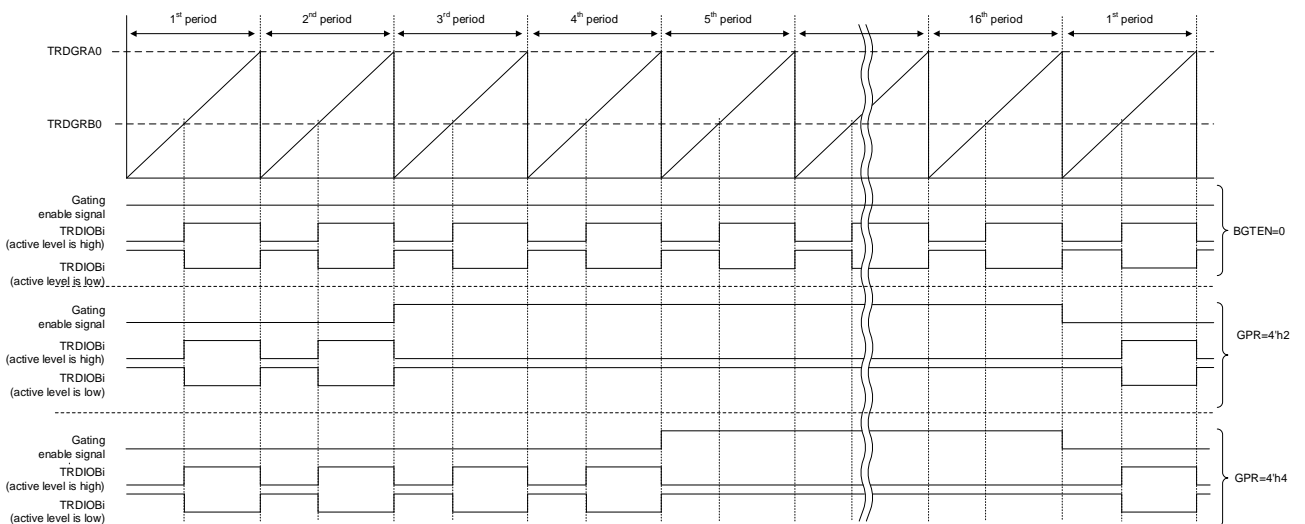 1st period 2nd period 3rd period 4th period 5th period 16th period 1st period
TRDGRA0
TRDGRB0
Gating
enable signal
TRDIOBi
(active level is high)
TRDIOBi
(active level is low)
BGTEN=0
Gating
enable signal
TRDIOBi
(active level is high)
TRDIOBi
(active level is low)
GPR=4'h2
Gating
enable signal
TRDIOBi
(active level is high)
TRDIOBi
(active level is low)
GPR=4'h4